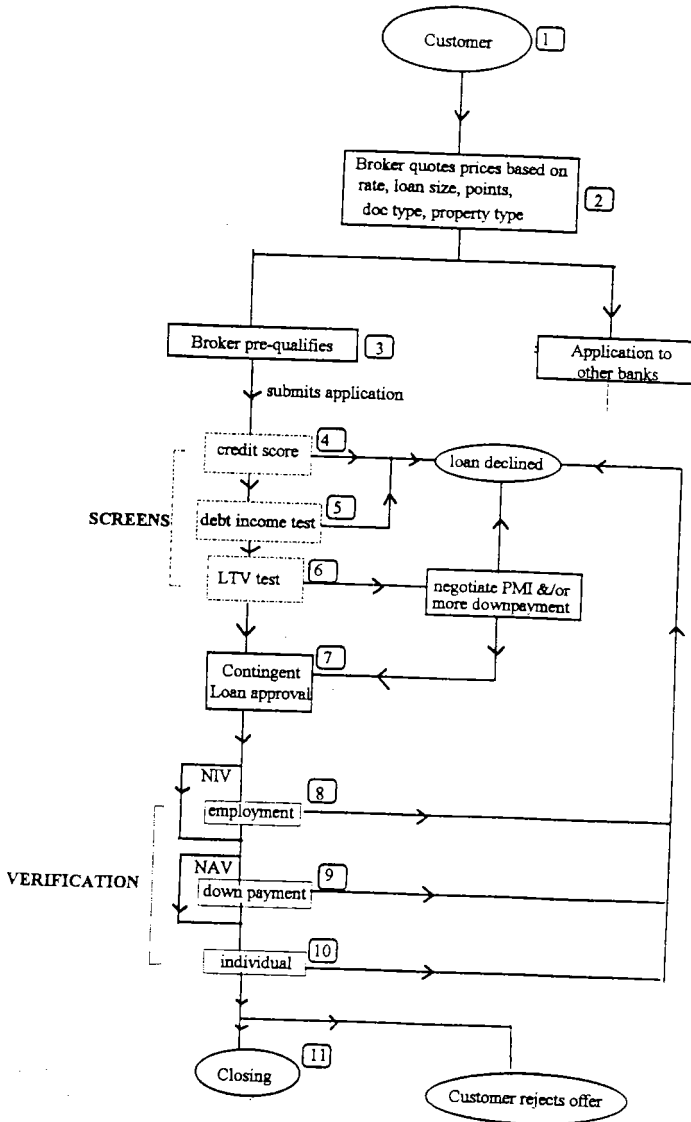 Customer
1
Broker quotes prices based on
rate, loan size, points,
doc type, property type
2
Broker pre-qualifies
3
Application to
other banks
submits application
4
credit score
loan declined
SCREENS
5
debt income test
6
LTV test
negotiate PMI &/or
more downpayment
7
Contingent
Loan approval
NIV
8
employment
VERIFICATION
NAV
9
down payment
10
individual
11
Closing
Customer rejects offer